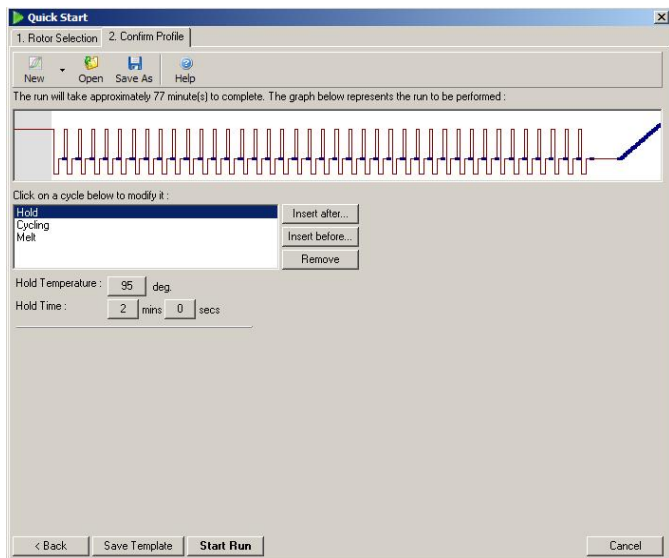 Quick Start
1. Rotor Selection 2. Confirm Profile
New Open Save As Help
The run will take approximately 77 minute(s) to complete. The graph below represents the run to be performed :
Click on a cycle below to modify it :
Hold
Cycling
Melt
Insert after...
Insert before...
Remove
Hold Temperature : 95 deg.
Hold Time : 2 mins 0 secs
< Back Save Template Start Run Cancel